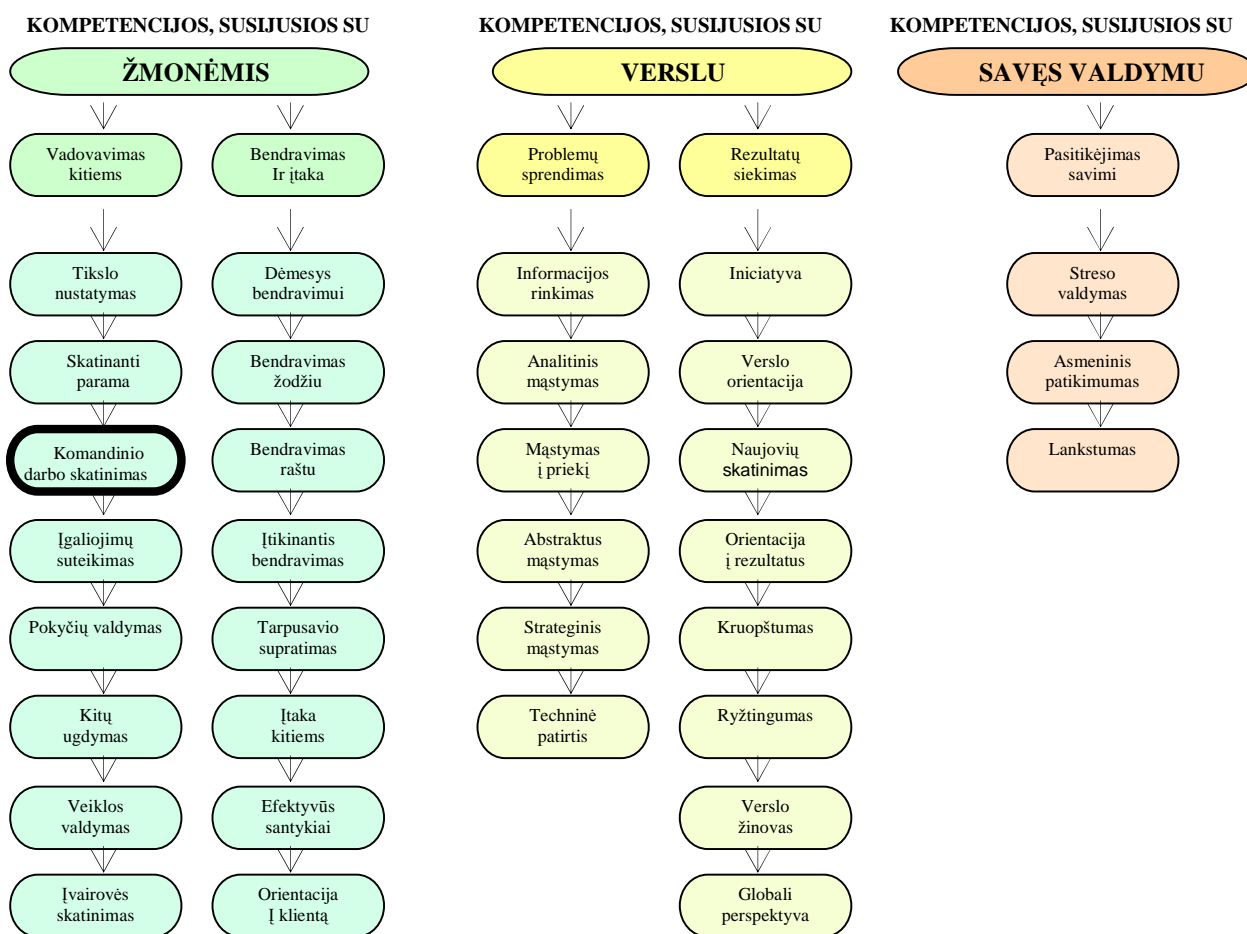 KOMPETENCIJOS, SUSIJUSIOS SU
ŽMONĖMIS
Vadovavimas
kitiems
Tikslo
nustatymas
Skatinanti
parama
Komandinio
darbo skatinimas
Įgaliojimų
suteikimas
Pokyčių valdymas
Kitų
ugdymas
Veiklos
valdymas
Įvairovės
skatinimas
Bendravimas
Ir įtaka
Dėmesys
bendravimui
Bendravimas
žodžiu
Bendravimas
raštu
Įtikinantis
bendravimas
Tarpusavio
supratimas
Įtaka
kitiems
Efektyvūs
santykiai
Orientacija
Į klientą
KOMPETENCIJOS, SUSIJUSIOS SU
VERSLU
Problemų
sprendimas
Informacijos
rinkimas
Analitinis
mąstymas
Mąstymas
į priekį
Abstraktus
mąstymas
Strateginis
mąstymas
Techninė
patirtis
Rezultatų
siekimas
Iniciatyva
Verslo
orientacija
Naujovių
skatinimas
Orientacija
į rezultatus
Kruopštumas
Ryžtingumas
Verslo
žinovas
Globali
perspektyva
KOMPETENCIJOS, SUSIJUSIOS SU
SAVĘS VALDYMU
Pasitikėjimas
savimi
Streso
valdymas
Asmeninis
patikimumas
Lankstumas